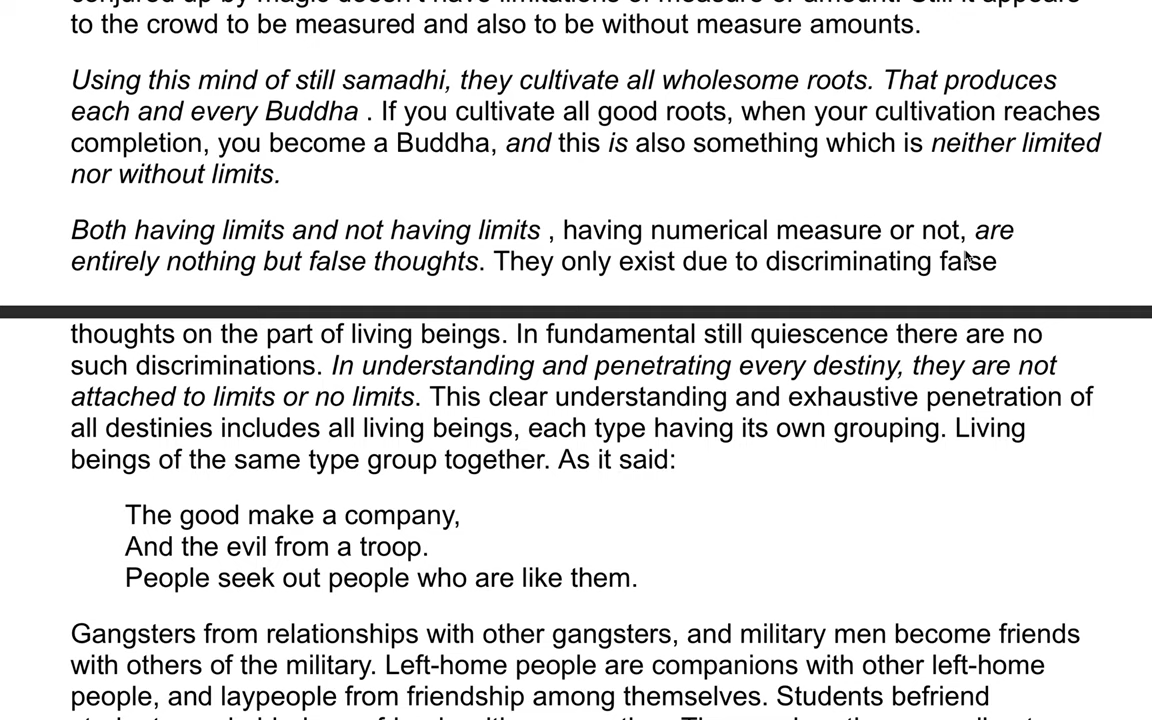 to the crowd to be measured and also to be without measure amounts.
Using this mind of still samadhi, they cultivate all wholesome roots. That produces
each and every Buddha . If you cultivate all good roots, when your cultivation reaches
completion, you become a Buddha, and this is also something which is neither limited
nor without limits.
Both having limits and not having limits , having numerical measure or not, are
entirely nothing but false thoughts. They only exist due to discriminating false
thoughts on the part of living beings. In fundamental still quiescence there are no
such discriminations. In understanding and penetrating every destiny, they are not
attached to limits or no limits. This clear understanding and exhaustive penetration of
all destinies includes all living beings, each type having its own grouping. Living
beings of the same type group together. As it said:
The good make a company,
And the evil from a troop.
People seek out people who are like them.
Gangsters from relationships with other gangsters, and military men become friends
with others of the military. Left-home people are companions with other left-home
people, and laypeople from friendship among themselves. Students befriend